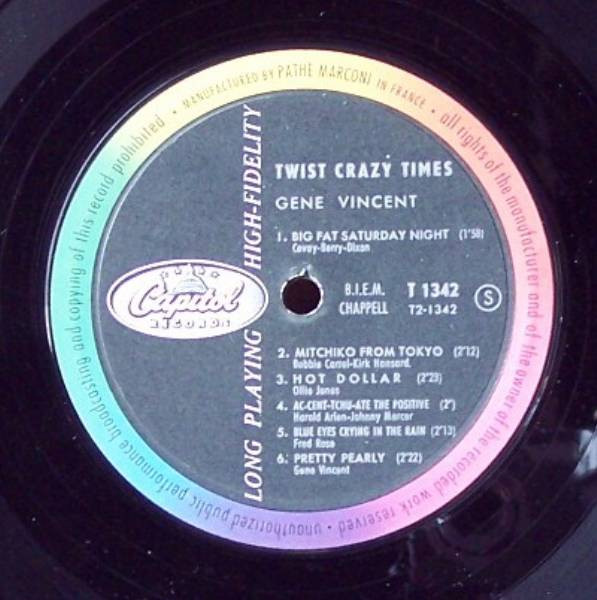 MANUFACTURED BY PATHE MARCONI IN FRANCE • all rights of the manufacturer and of the owner of the recorded work reserved • unauthorized public performance broadcasting and copying of this record prohibited •
LONG PLAYING HIGH-FIDELITY
TWIST CRAZY TIMES
GENE VINCENT
1. BIG FAT SATURDAY NIGHT (1'58)
Covay-Berry-Dixon
Capitol
RECORDS
B.I.E.M. T 1342 S
CHAPPELL T2-1342
2. MITCHIKO FROM TOKYO (2'12)
Bobbie Carrol-Kirk Hansard.
3. HOT DOLLAR (2'23)
Ollie Jones
4. AC-CENT-TCHU-ATE THE POSITIVE (2')
Harold Arlen-Johnny Mercer
5. BLUE EYES CRYING IN THE RAIN (2'13)
Fred Rose
6. PRETTY PEARLY (2'22)
Gene Vincent